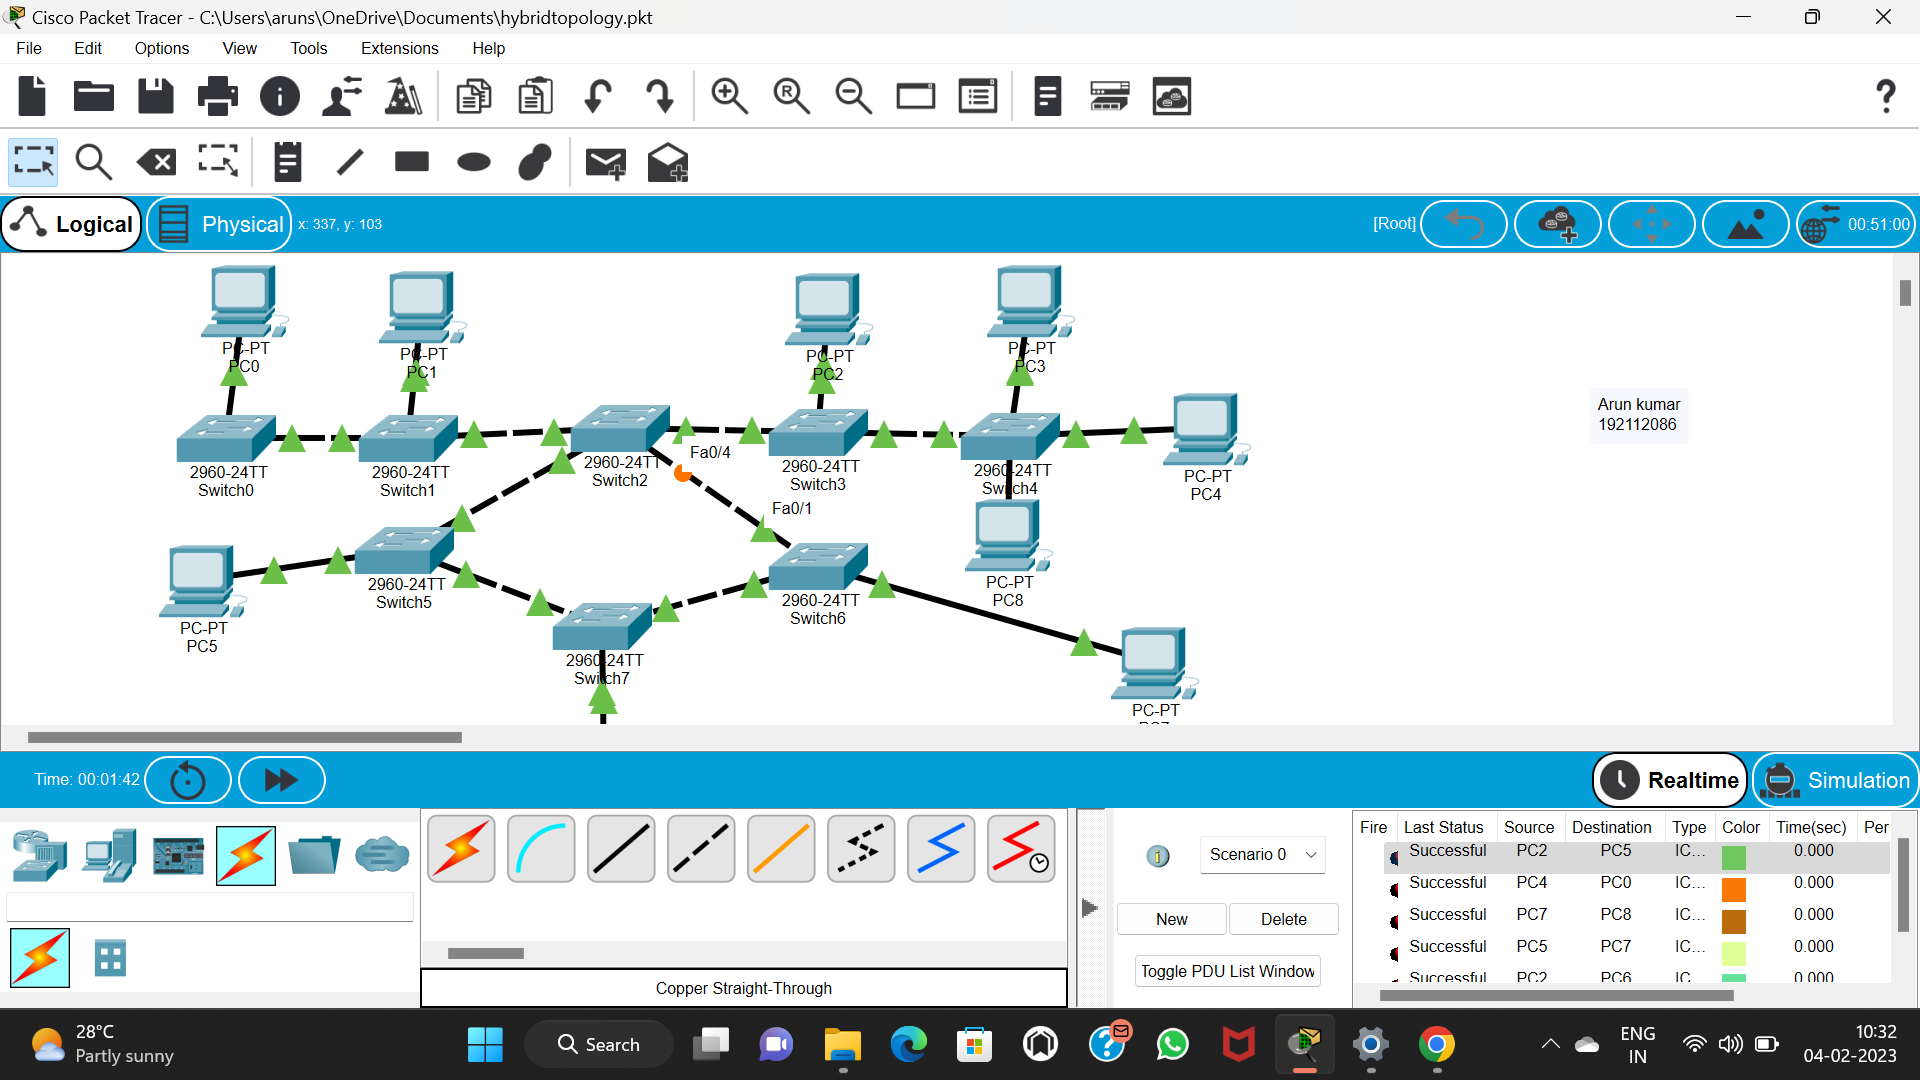 Cisco Packet Tracer - C:\Users\aruns\OneDrive\Documents\hybridtopology.pkt
File Edit Options View Tools Extensions Help
Logical Physical x: 337, y: 103 [Root] 00:51:00
PC-PT
PC0
PC-PT
PC1
PC-PT
PC2
PC-PT
PC3
Arun kumar
192112086
2960-24TT
Switch0
2960-24TT
Switch1
2960-24TT
Switch2
Fa0/4
2960-24TT
Switch3
2960-24TT
Switch4
PC-PT
PC4
Fa0/1
2960-24TT
Switch5
2960-24TT
Switch6
PC-PT
PC8
PC-PT
PC5
2960-24TT
Switch7
PC-PT
Time: 00:01:42 Realtime Simulation
Scenario 0
New Delete
Toggle PDU List Window
Copper Straight-Through
Fire Last Status Source Destination Type Color Time(sec) Per
Successful PC2 PC5 IC... 0.000
Successful PC4 PC0 IC... 0.000
Successful PC7 PC8 IC... 0.000
Successful PC5 PC7 IC... 0.000
Successful PC2 PC6 IC 0.000
28°C
Partly sunny
Search
ENG
IN
10:32
04-02-2023